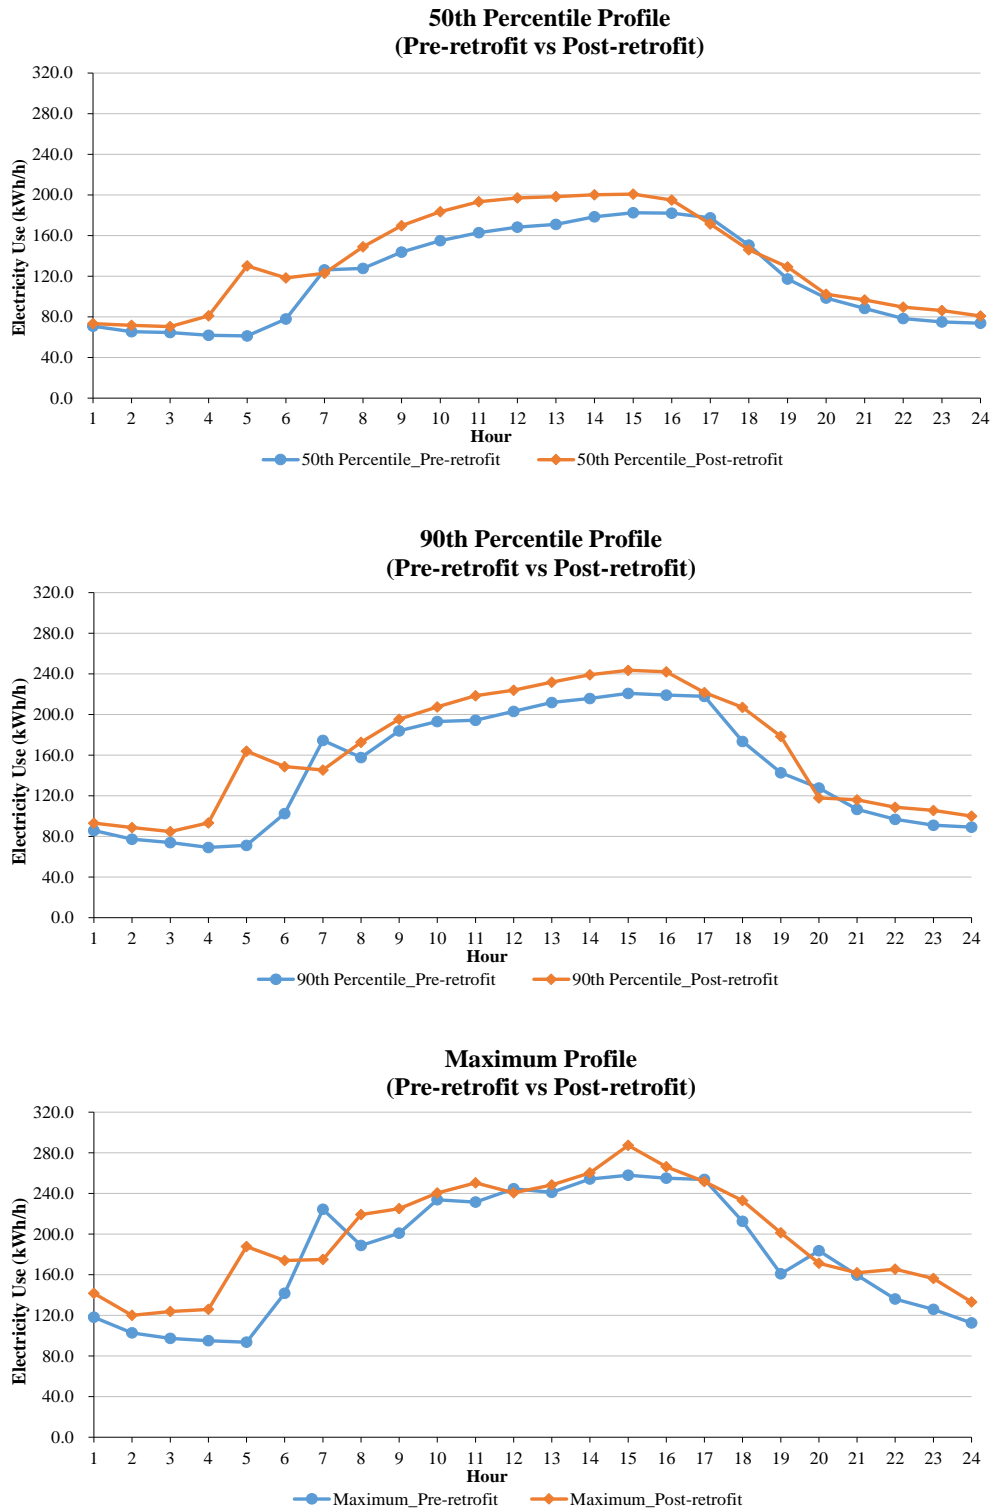 50th Percentile Profile
(Pre-retrofit vs Post-retrofit)
320.0
280.0
240.0
200.0
160.0
120.0
80.0
40.0
0.0
Electricity Use (kWh/h)
1 2 3 4 5 6 7 8 9 10 11 12 13 14 15 16 17 18 19 20 21 22 23 24
Hour
50th Percentile_Pre-retrofit 50th Percentile_Post-retrofit
90th Percentile Profile
(Pre-retrofit vs Post-retrofit)
320.0
280.0
240.0
200.0
160.0
120.0
80.0
40.0
0.0
Electricity Use (kWh/h)
1 2 3 4 5 6 7 8 9 10 11 12 13 14 15 16 17 18 19 20 21 22 23 24
Hour
90th Percentile_Pre-retrofit 90th Percentile_Post-retrofit
Maximum Profile
(Pre-retrofit vs Post-retrofit)
320.0
280.0
240.0
200.0
160.0
120.0
80.0
40.0
0.0
Electricity Use (kWh/h)
1 2 3 4 5 6 7 8 9 10 11 12 13 14 15 16 17 18 19 20 21 22 23 24
Hour
Maximum_Pre-retrofit Maximum_Post-retrofit